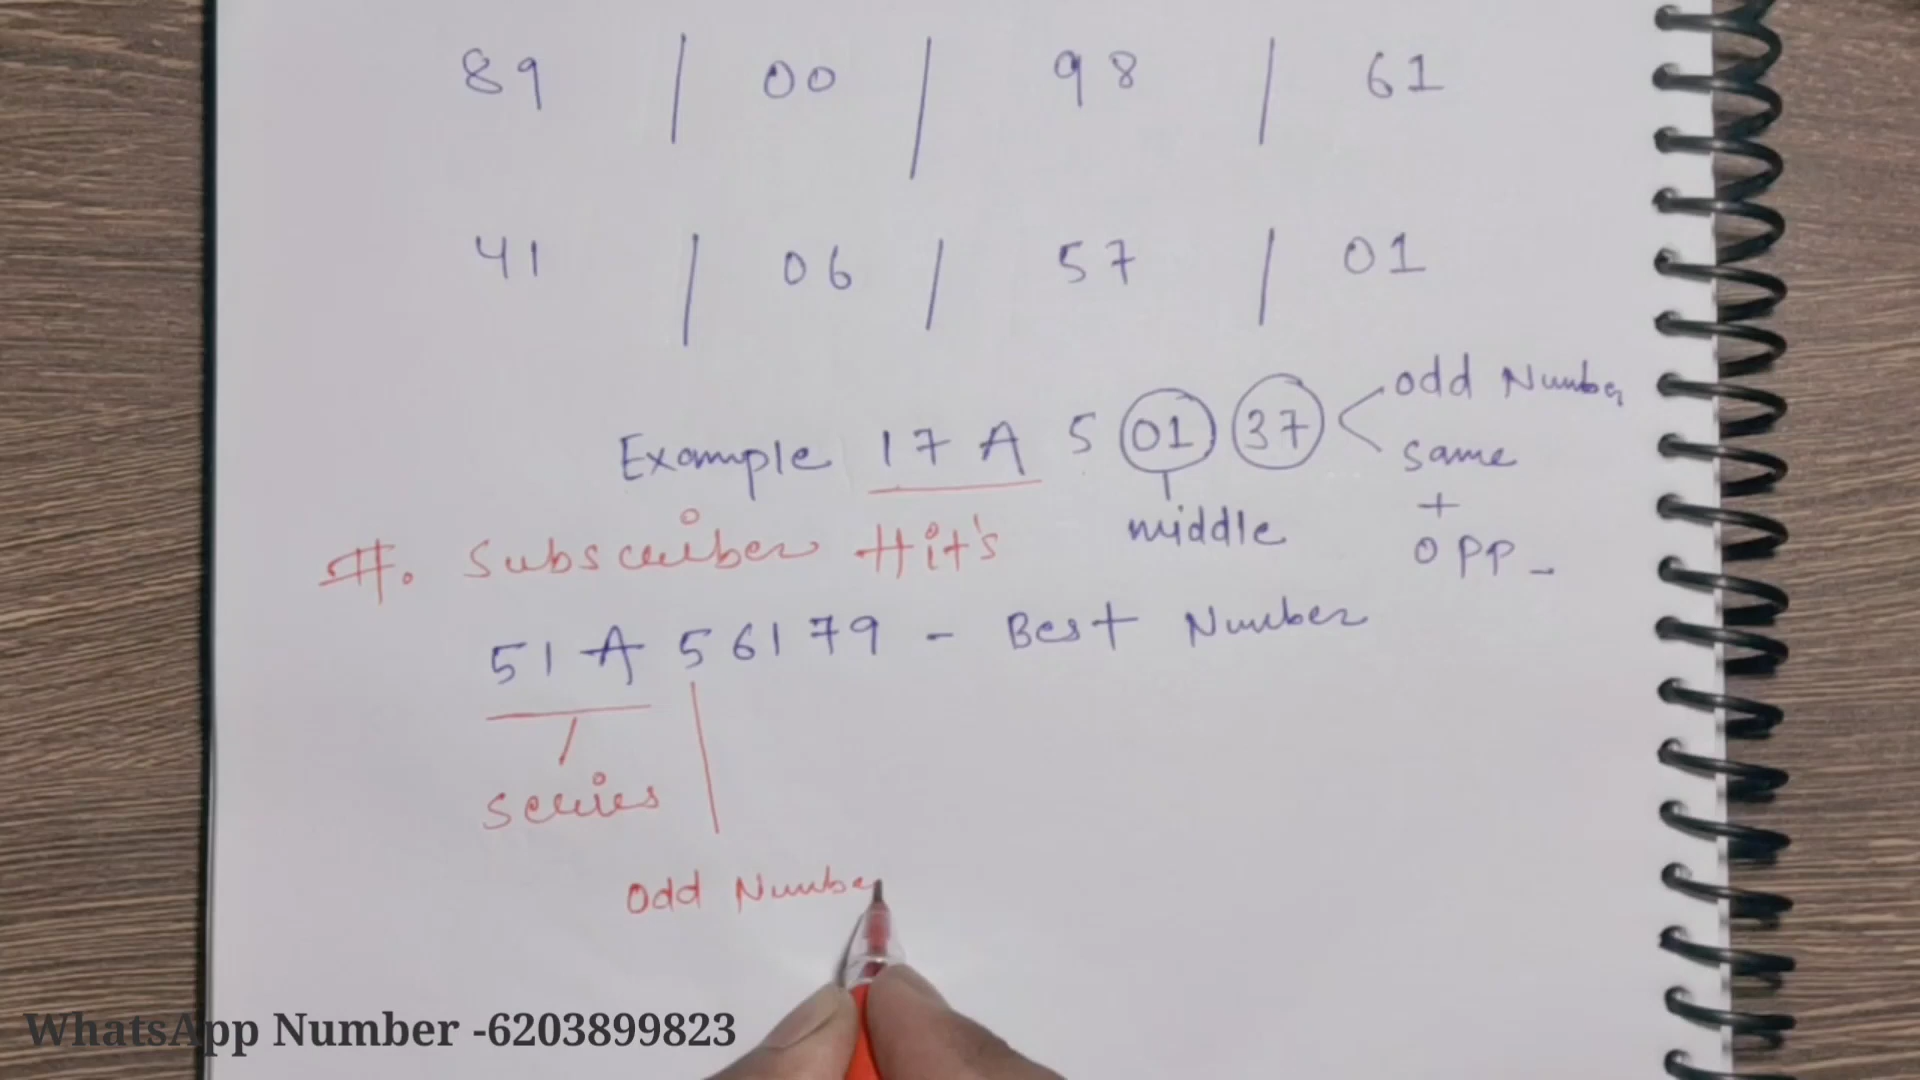 89 / 00 / 98 / 61
41 / 06 / 57 / 01
Example 17 A 5 01 37 odd Number
same
+
middle
opp -
#. Subscriber Hit's
51 A 56179 - Best Number
series
Odd Numbe
WhatsApp Number -6203899823